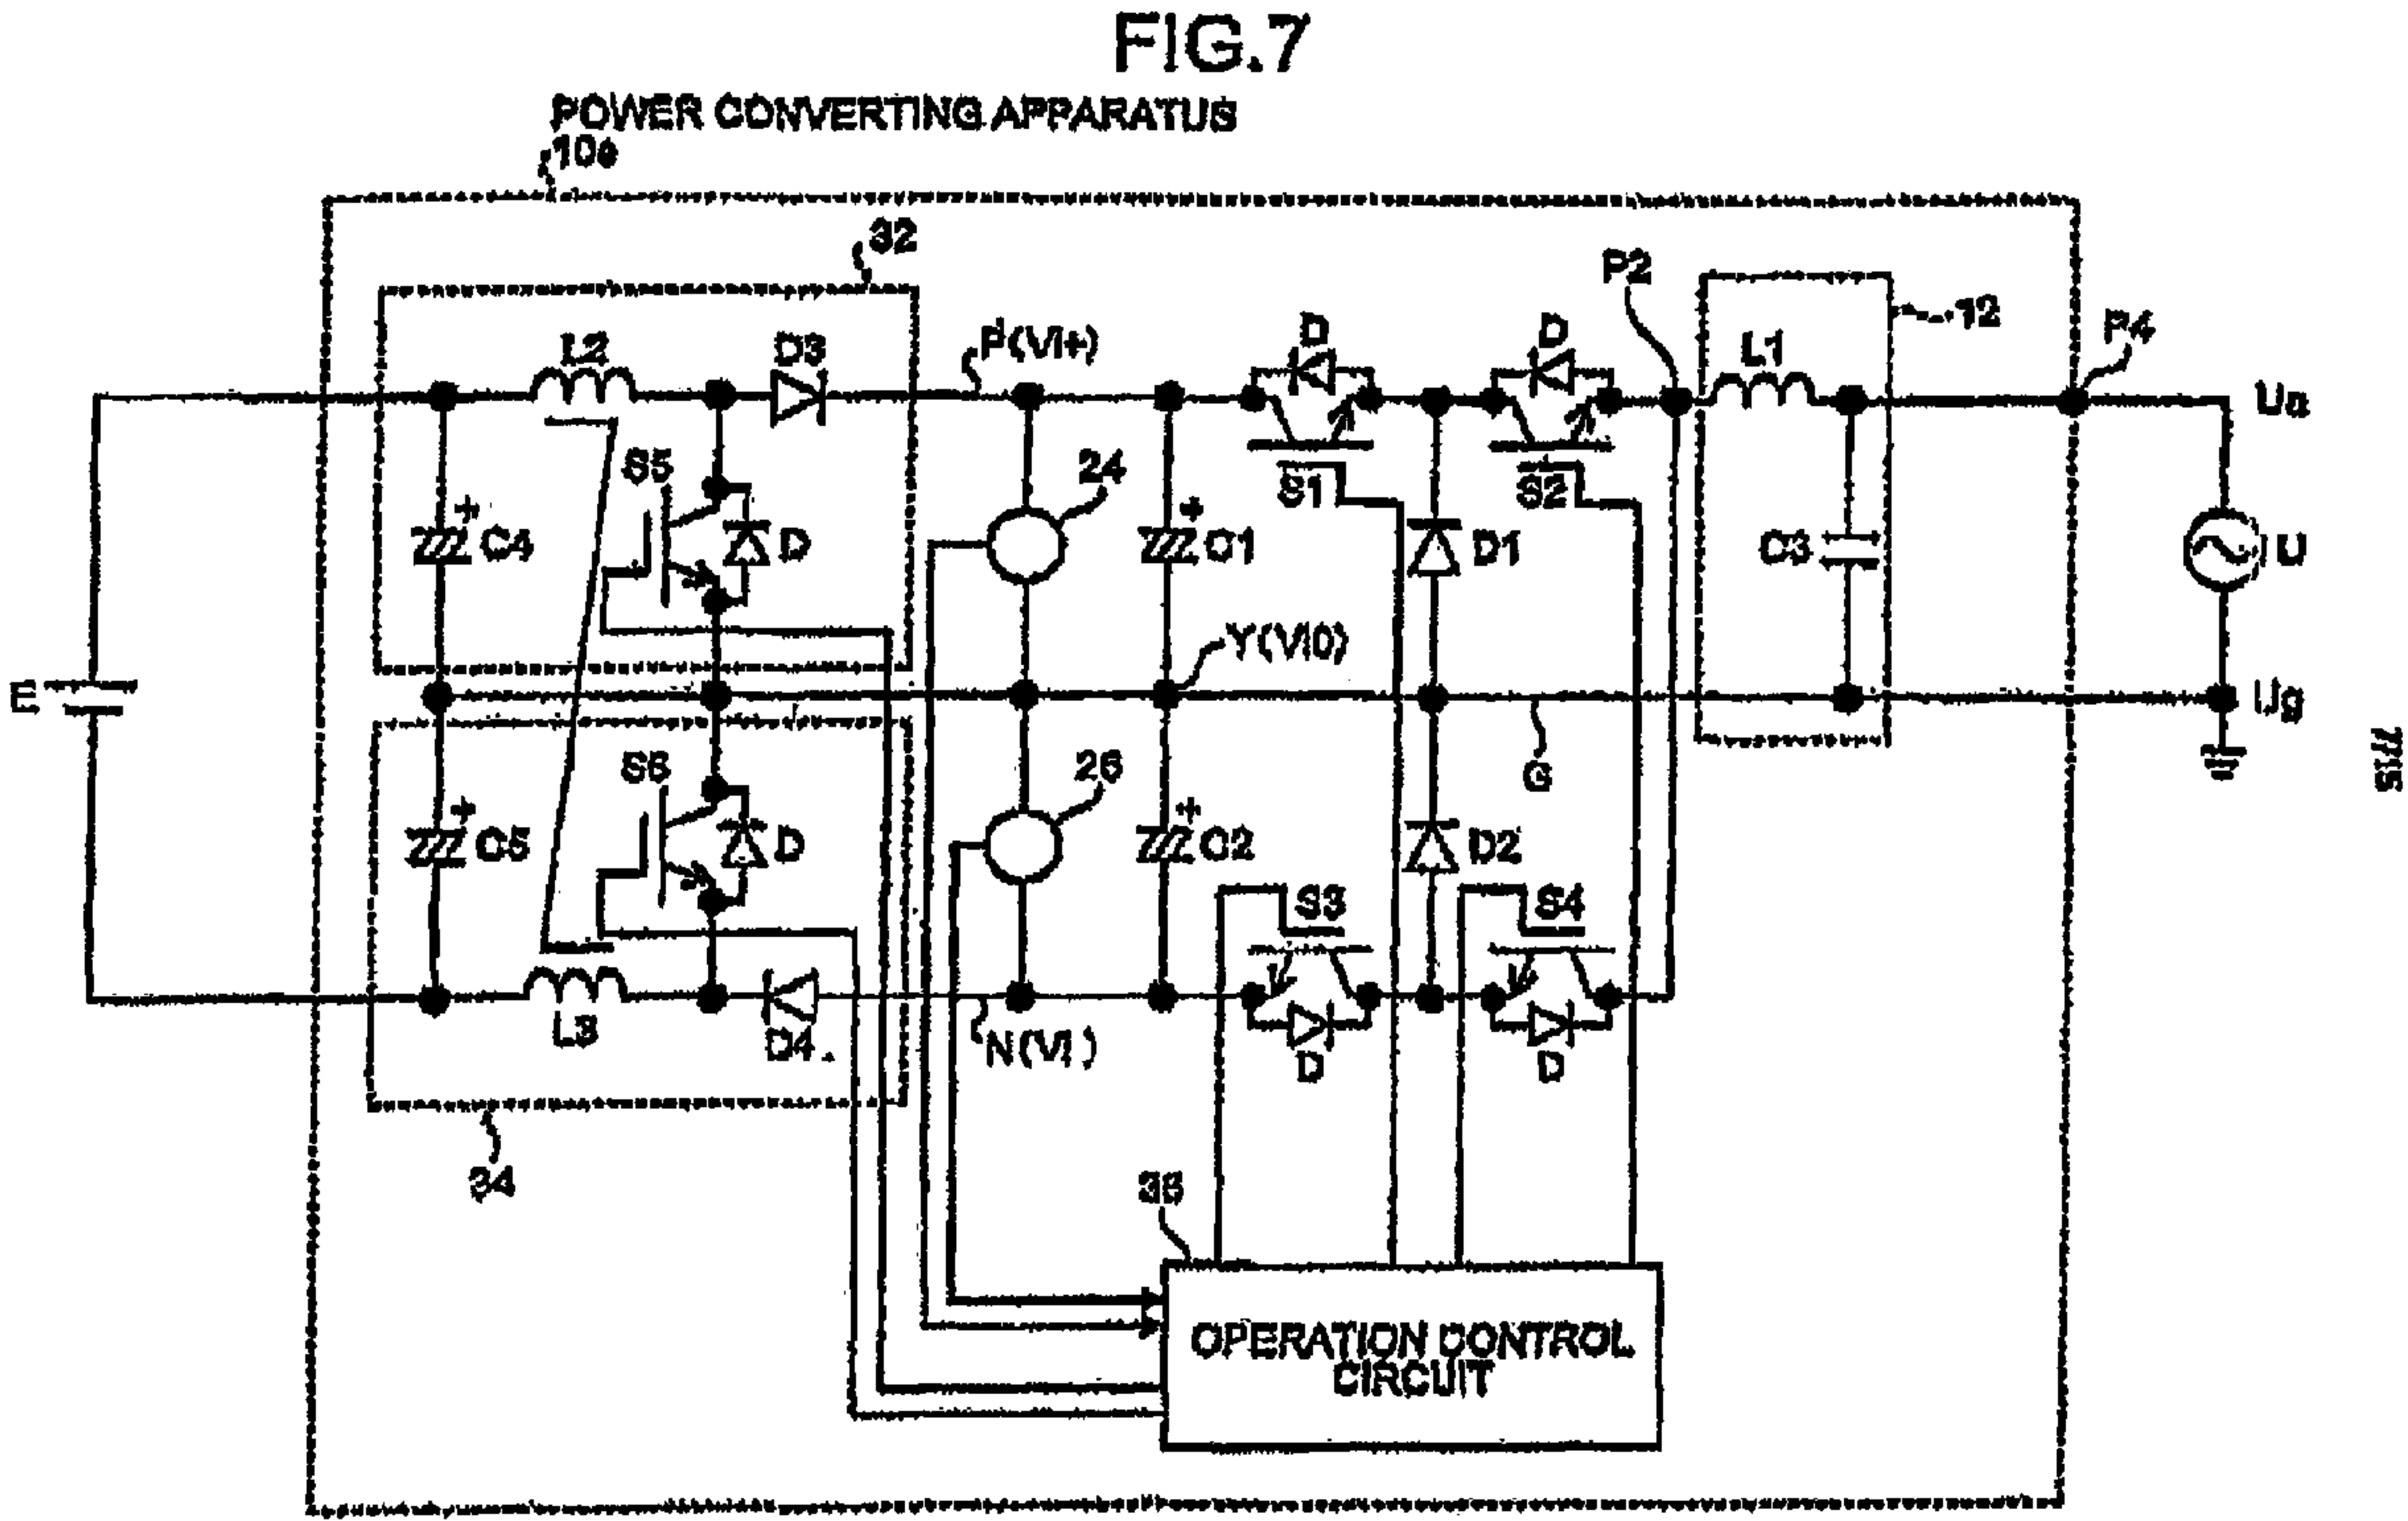 FIG.7
POWER CONVERTING APPARATUS
32
P2
12
P4
L2
D3
P(Vi+)
D
D
L1
Ua
S5
24
S1
S2
C4
D
C1
D1
C3
U
Y(Vi0)
E
Ug
7/15
S6
26
G
C5
D
C2
D2
S3
S4
L3
D4
N(Vi )
D
D
34
36
OPERATION CONTROL
CIRCUIT